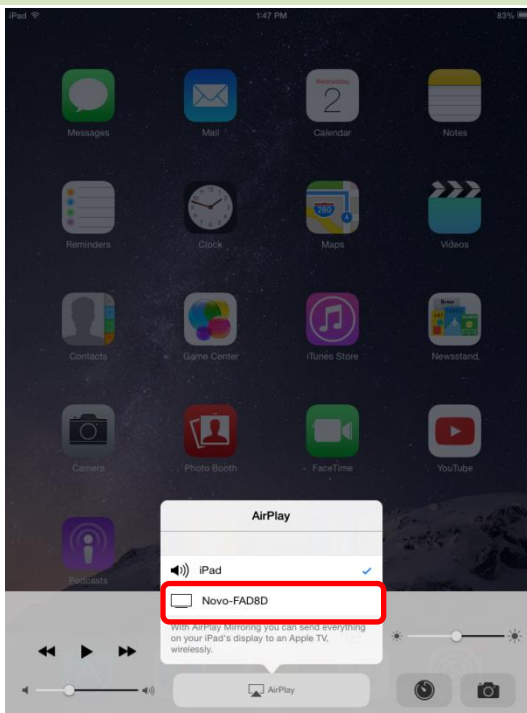 iPad 1:47 PM 83%
Wednesday
2
Messages Mail Calendar Notes
280
Reminders Clock Maps Videos
Contacts Game Center iTunes Store Newsstand
Camera Photo Booth FaceTime YouTube
Podcasts
AirPlay
iPad
Novo-FAD8D
With AirPlay Mirroring you can send everything
on your iPad's display to an Apple TV,
wirelessly.
AirPlay